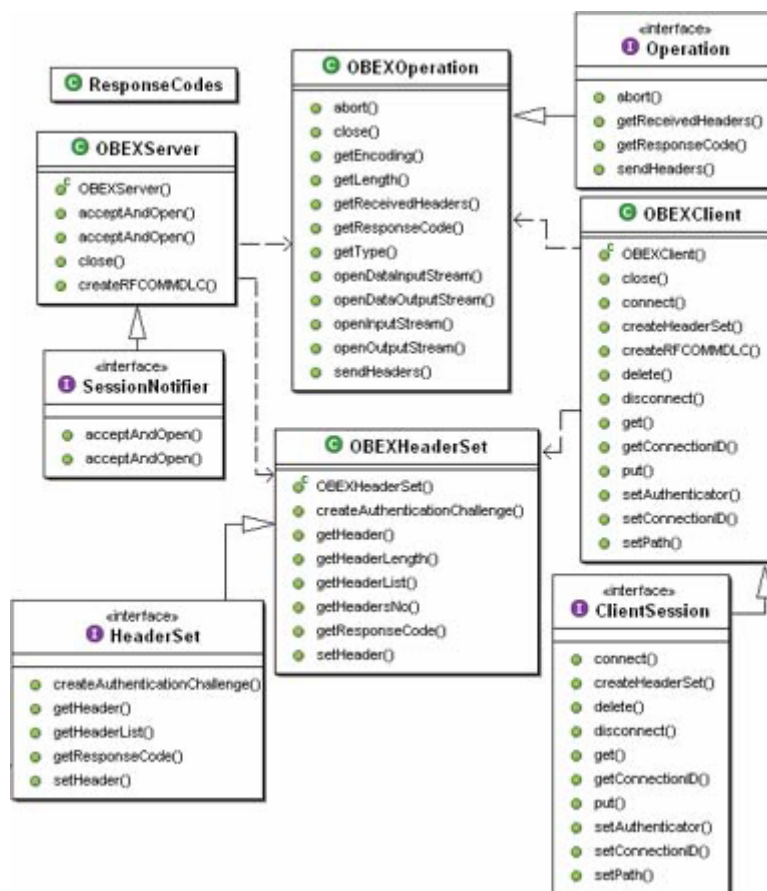 C ResponseCodes
C OBEXServer
C OBEXServer()
acceptAndOpen()
acceptAndOpen()
close()
createRFCOMMDLC()
«interface»
I SessionNotifier
acceptAndOpen()
acceptAndOpen()
C OBEXOperation
abort()
close()
getEncoding()
getLength()
getReceivedHeaders()
getResponseCode()
getType()
openDataInputStream()
openDataOutputStream()
openInputStream()
openOutputStream()
sendHeaders()
«interface»
I Operation
abort()
getReceivedHeaders()
getResponseCode()
sendHeaders()
C OBEXClient
C OBEXClient()
close()
connect()
createHeaderSet()
createRFCOMMDLC()
delete()
disconnect()
get()
getConnectionID()
put()
setAuthenticator()
setConnectionID()
setPath()
C OBEXHeaderSet
C OBEXHeaderSet()
createAuthenticationChallenge()
getHeader()
getHeaderLength()
getHeaderList()
getHeadersNo()
getResponseCode()
setHeader()
«interface»
I HeaderSet
createAuthenticationChallenge()
getHeader()
getHeaderList()
getResponseCode()
setHeader()
«interface»
I ClientSession
connect()
createHeaderSet()
delete()
disconnect()
get()
getConnectionID()
put()
setAuthenticator()
setConnectionID()
setPath()